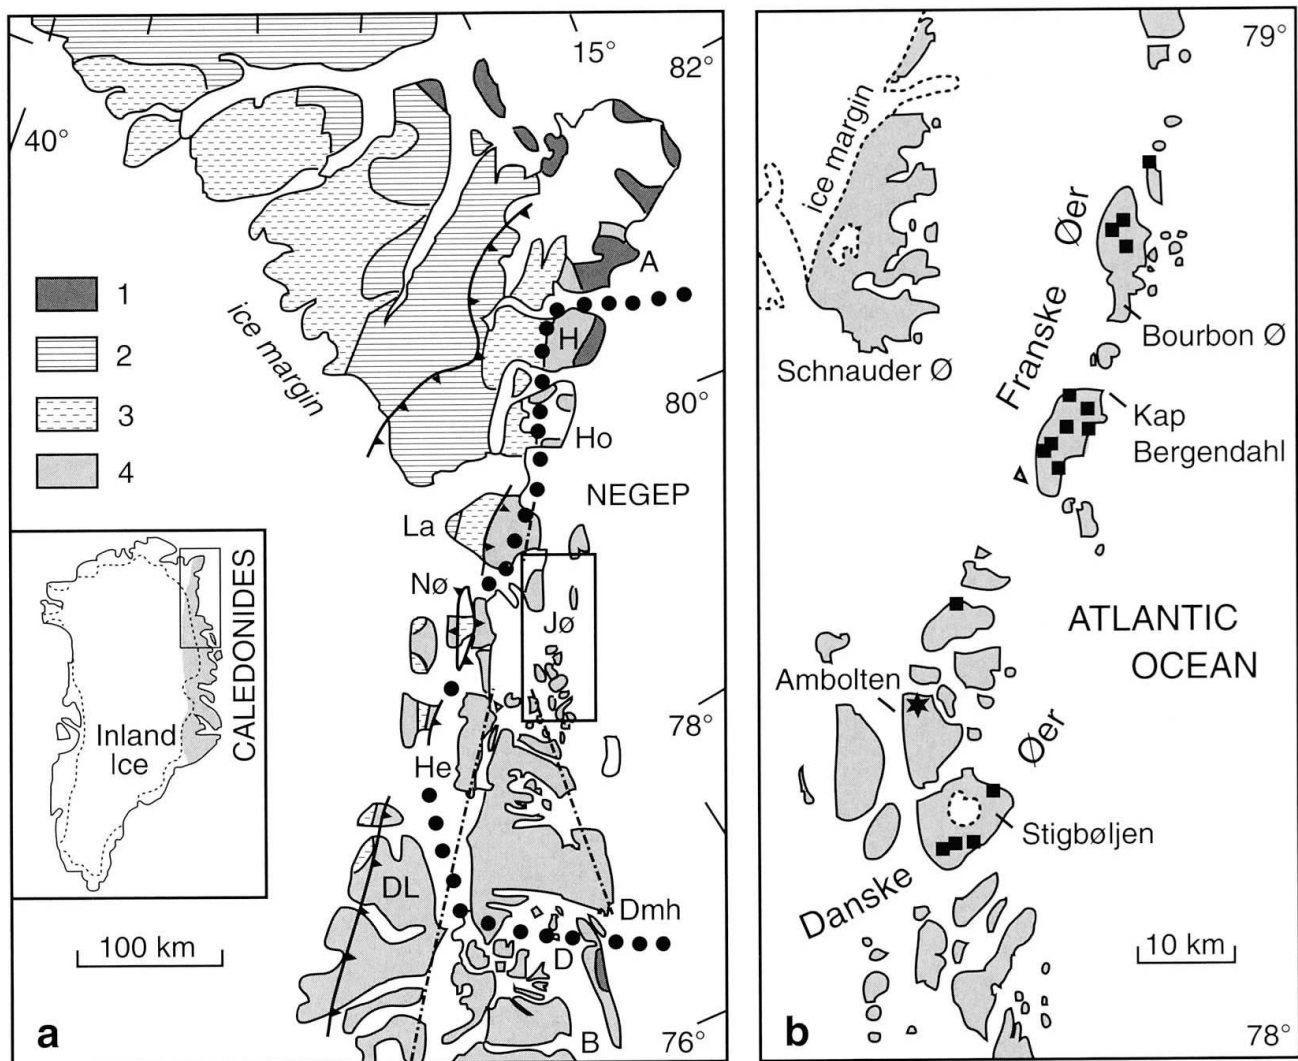 15°
82°
40°
A
1
2
3
4
ice margin
H
80°
Ho
NEGEP
La
Nø
Jø
CALEDONIDES
Inland
Ice
78°
He
DL
Dmh
D
100 km
B
76°
a
79°
ice margin
Franske Øer
Bourbon Ø
Schnauder Ø
Kap
Bergendahl
ATLANTIC
OCEAN
Ambolten
Danske Øer
Stigbøljen
10 km
78°
b